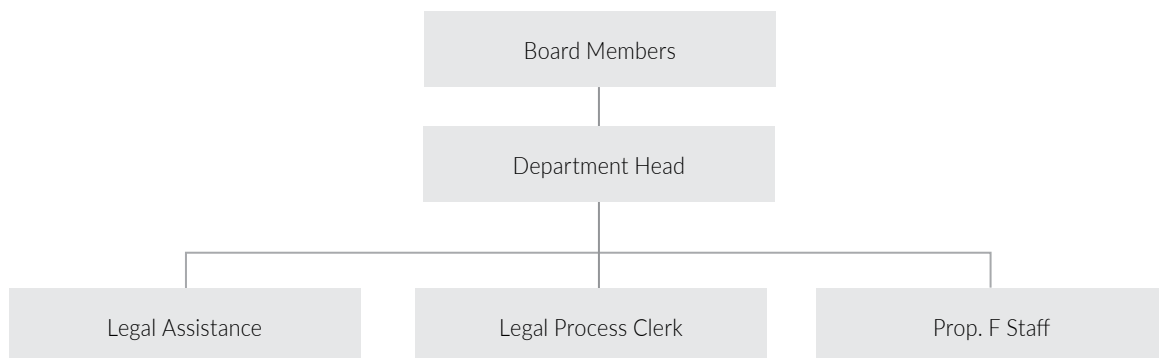 Board Members
Department Head
Legal Assistance
Legal Process Clerk
Prop. F Staff